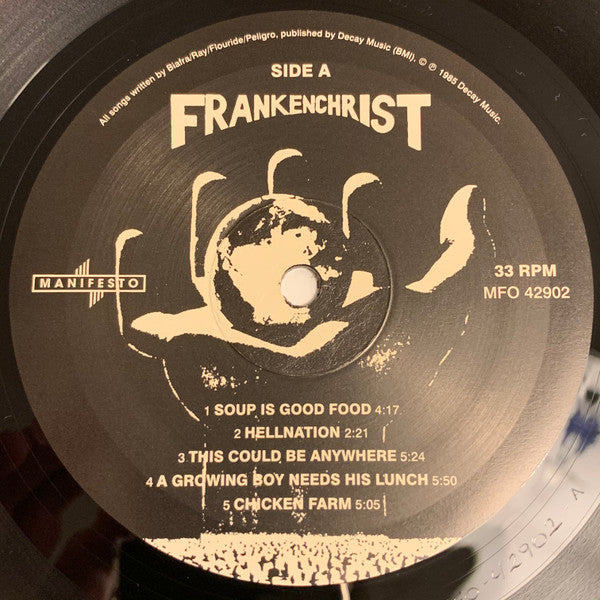 All songs written by Biafra/Ray/Flouride/Peligro, published by Decay Music (BMI). © ℗ 1985 Decay Music.
SIDE A
FRANKENCHRIST
MANIFESTO
33 RPM
MFO 42902
1 SOUP IS GOOD FOOD 4:17
2 HELLNATION 2:21
3 THIS COULD BE ANYWHERE 5:24
4 A GROWING BOY NEEDS HIS LUNCH 5:50
5 CHICKEN FARM 5:05
42902 A